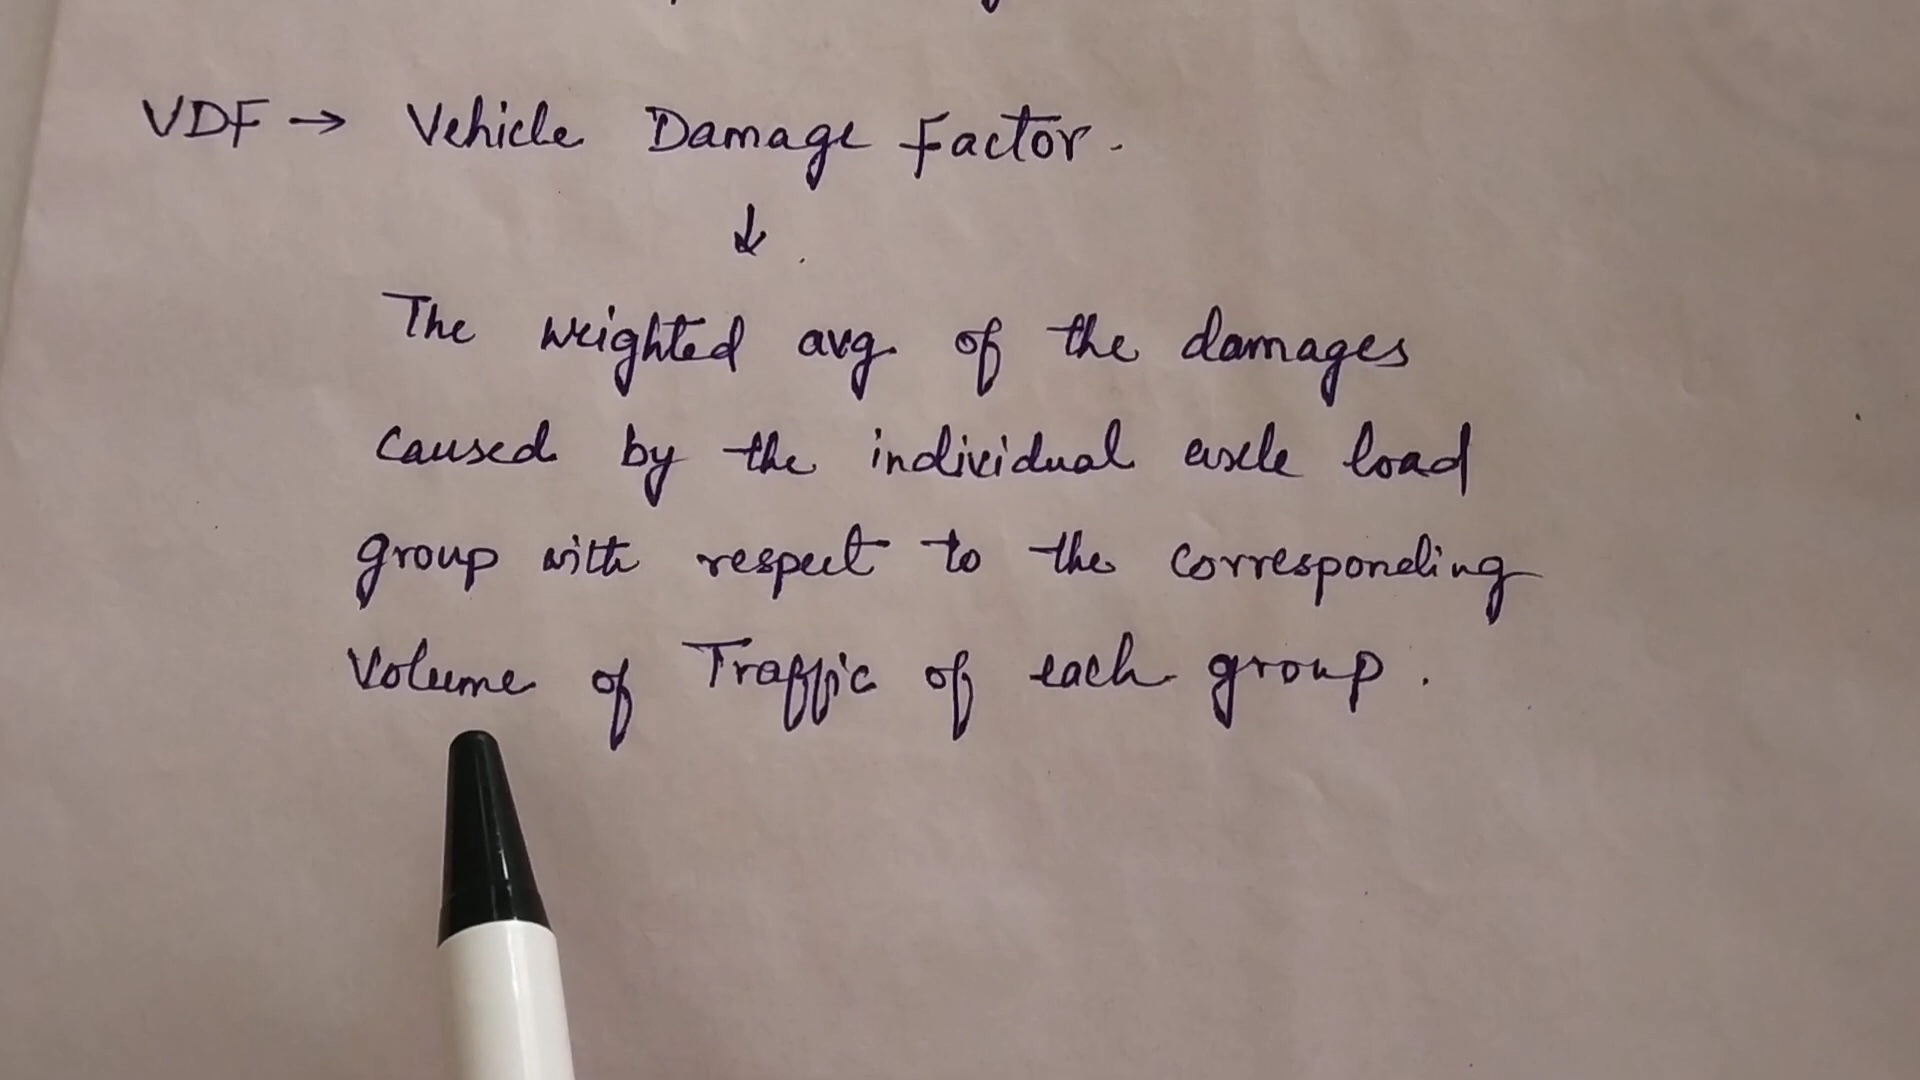 VDF → Vehicle Damage Factor.
↓
The weighted avg. of the damages
caused by the individual axle load
group with respect to the corresponding
Volume of Traffic of each group.